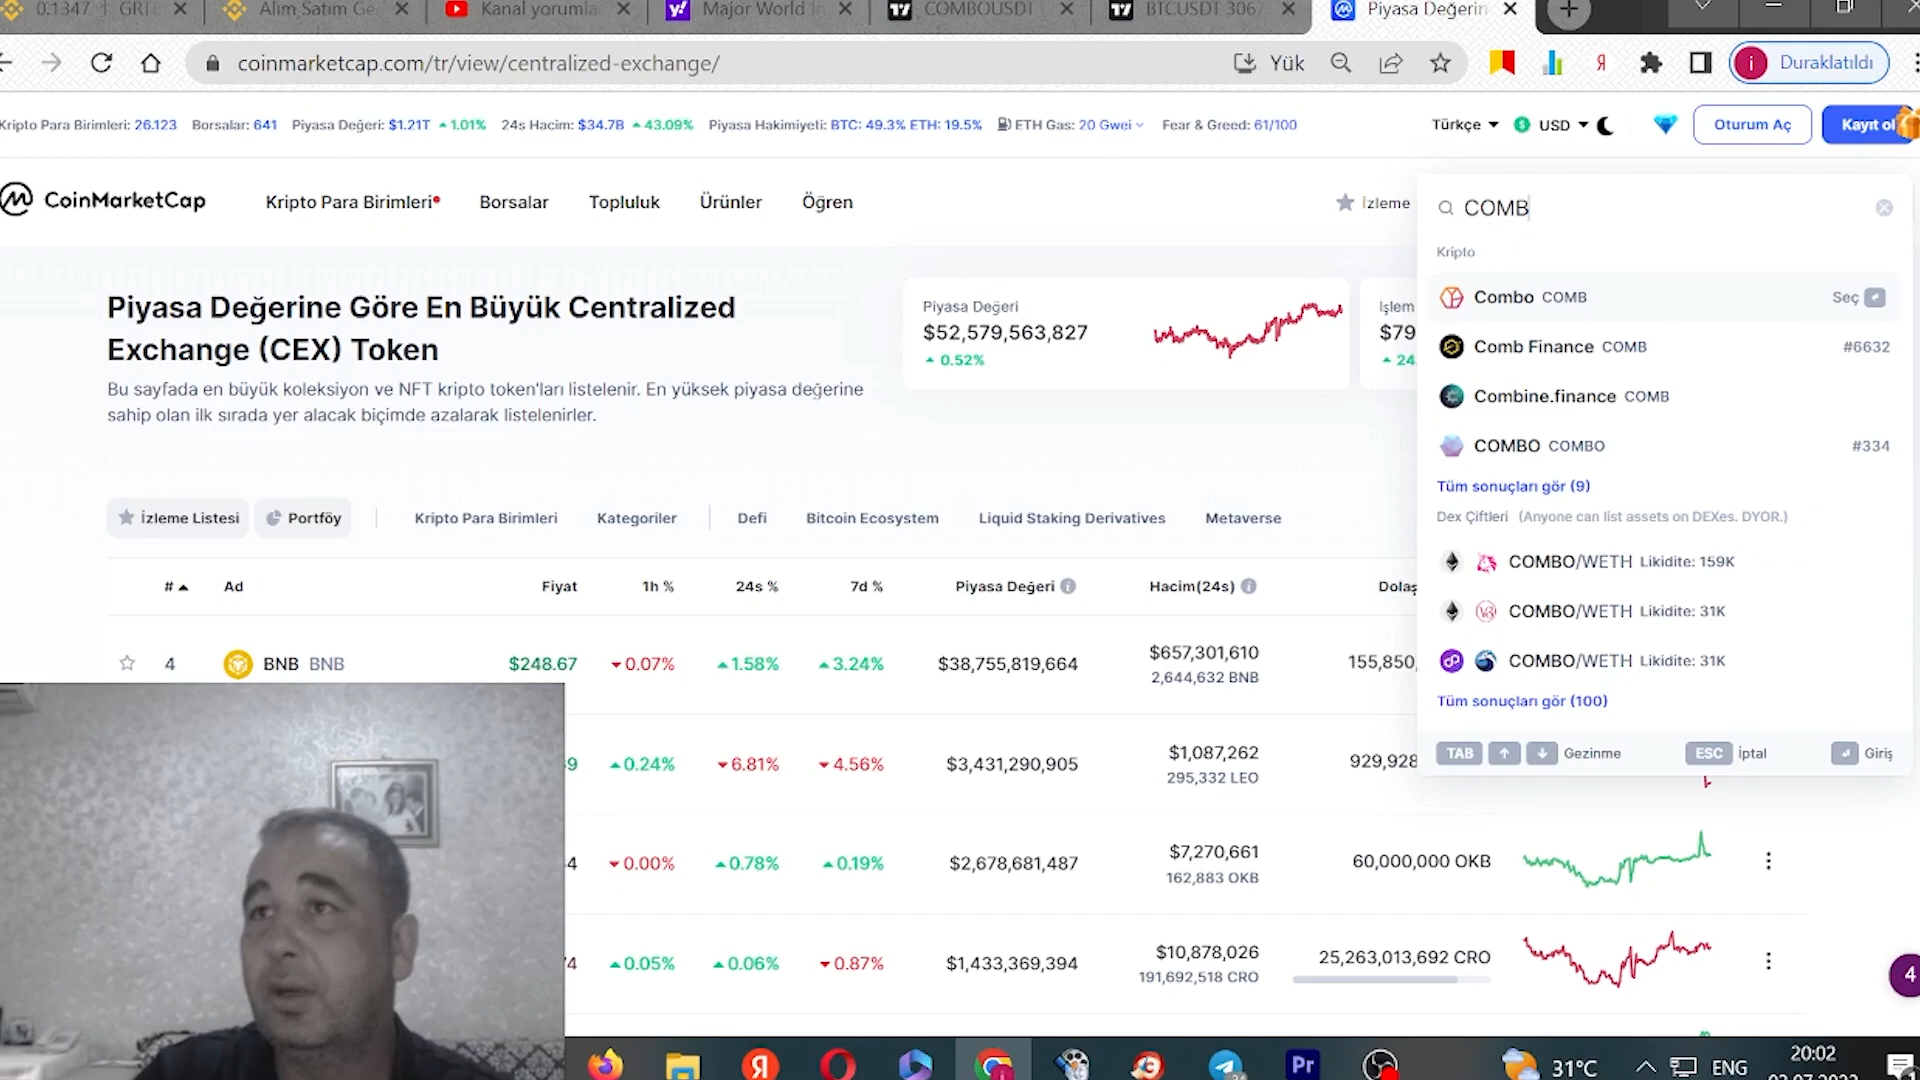 0.1347 | GRTE
Alım Satım Ge
Kanal yorumla
Major World In
COMBOUSDT
BTCUSDT 3067
Piyasa Değerin
coinmarketcap.com/tr/view/centralized-exchange/
Yük
Duraklatıldı
Kripto Para Birimleri: 26.123 Borsalar: 641 Piyasa Değeri: $1.21T 1.01% 24s Hacim: $34.7B 43.09% Piyasa Hakimiyeti: BTC: 49.3% ETH: 19.5% ETH Gas: 20 Gwei Fear & Greed: 61/100
Türkçe USD Oturum Aç Kayıt ol
CoinMarketCap
Kripto Para Birimleri Borsalar Topluluk Ürünler Öğren
İzleme
COMB
Kripto
Combo COMB Seç
Comb Finance COMB #6632
Combine.finance COMB
COMBO COMBO #334
Tüm sonuçları gör (9)
Dex Çiftleri (Anyone can list assets on DEXes. DYOR.)
COMBO/WETH Likidite: 159K
COMBO/WETH Likidite: 31K
COMBO/WETH Likidite: 31K
Tüm sonuçları gör (100)
TAB Gezinme ESC İptal Giriş
Piyasa Değerine Göre En Büyük Centralized
Exchange (CEX) Token
Bu sayfada en büyük koleksiyon ve NFT kripto token'ları listelenir. En yüksek piyasa değerine
sahip olan ilk sırada yer alacak biçimde azalarak listelenirler.
Piyasa Değeri
$52,579,563,827
0.52%
İşlem
$79
24
İzleme Listesi Portföy Kripto Para Birimleri Kategoriler Defi Bitcoin Ecosystem Liquid Staking Derivatives Metaverse
# Ad Fiyat 1h % 24s % 7d % Piyasa Değeri Hacim(24s) Dolaş
4 BNB BNB $248.67 0.07% 1.58% 3.24% $38,755,819,664 $657,301,610 155,850,
2,644,632 BNB
9 0.24% 6.81% 4.56% $3,431,290,905 $1,087,262 929,928
295,332 LEO
4 0.00% 0.78% 0.19% $2,678,681,487 $7,270,661 60,000,000 OKB
162,883 OKB
74 0.05% 0.06% 0.87% $1,433,369,394 $10,878,026 25,263,013,692 CRO
191,692,518 CRO
4
Pr
31°C
ENG
20:02